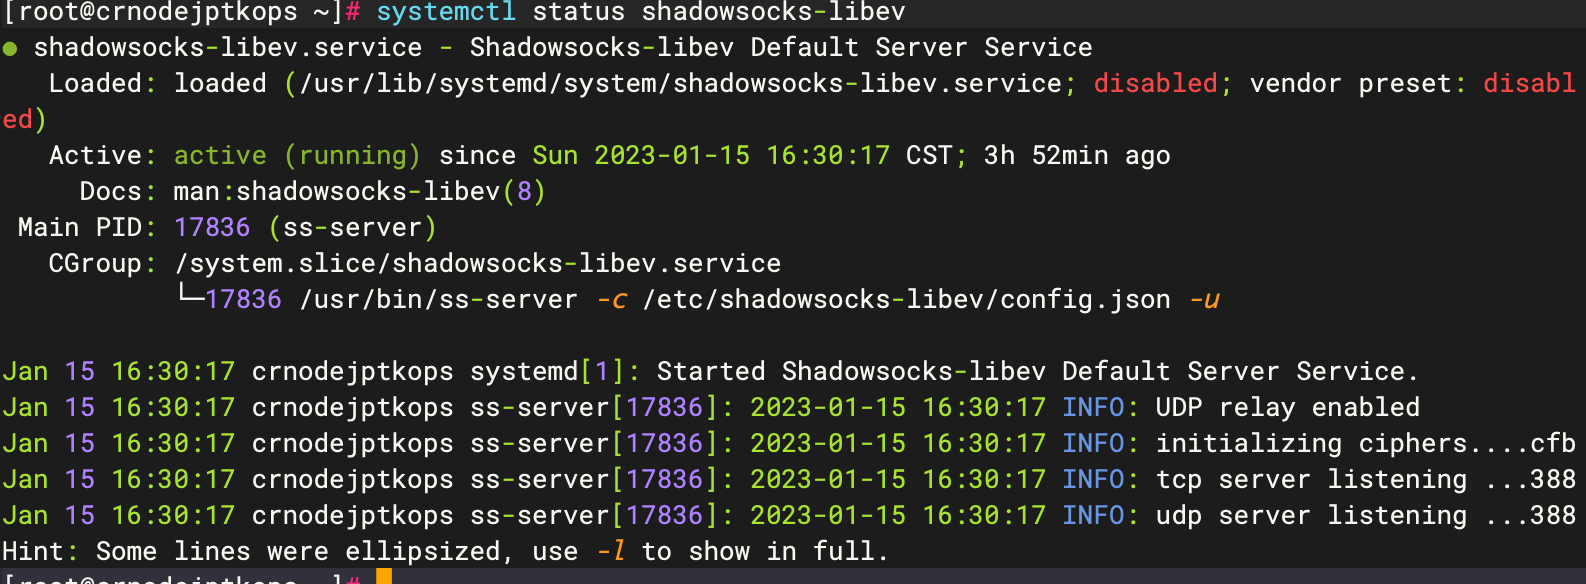 [root@crnodejptkops ~]# systemctl status shadowsocks-libev
● shadowsocks-libev.service - Shadowsocks-libev Default Server Service
   Loaded: loaded (/usr/lib/systemd/system/shadowsocks-libev.service; disabled; vendor preset: disabl
ed)
   Active: active (running) since Sun 2023-01-15 16:30:17 CST; 3h 52min ago
     Docs: man:shadowsocks-libev(8)
 Main PID: 17836 (ss-server)
   CGroup: /system.slice/shadowsocks-libev.service
           └─17836 /usr/bin/ss-server -c /etc/shadowsocks-libev/config.json -u
Jan 15 16:30:17 crnodejptkops systemd[1]: Started Shadowsocks-libev Default Server Service.
Jan 15 16:30:17 crnodejptkops ss-server[17836]: 2023-01-15 16:30:17 INFO: UDP relay enabled
Jan 15 16:30:17 crnodejptkops ss-server[17836]: 2023-01-15 16:30:17 INFO: initializing ciphers....cfb
Jan 15 16:30:17 crnodejptkops ss-server[17836]: 2023-01-15 16:30:17 INFO: tcp server listening ...388
Jan 15 16:30:17 crnodejptkops ss-server[17836]: 2023-01-15 16:30:17 INFO: udp server listening ...388
Hint: Some lines were ellipsized, use -l to show in full.
[root@crnodejptkops ~]#